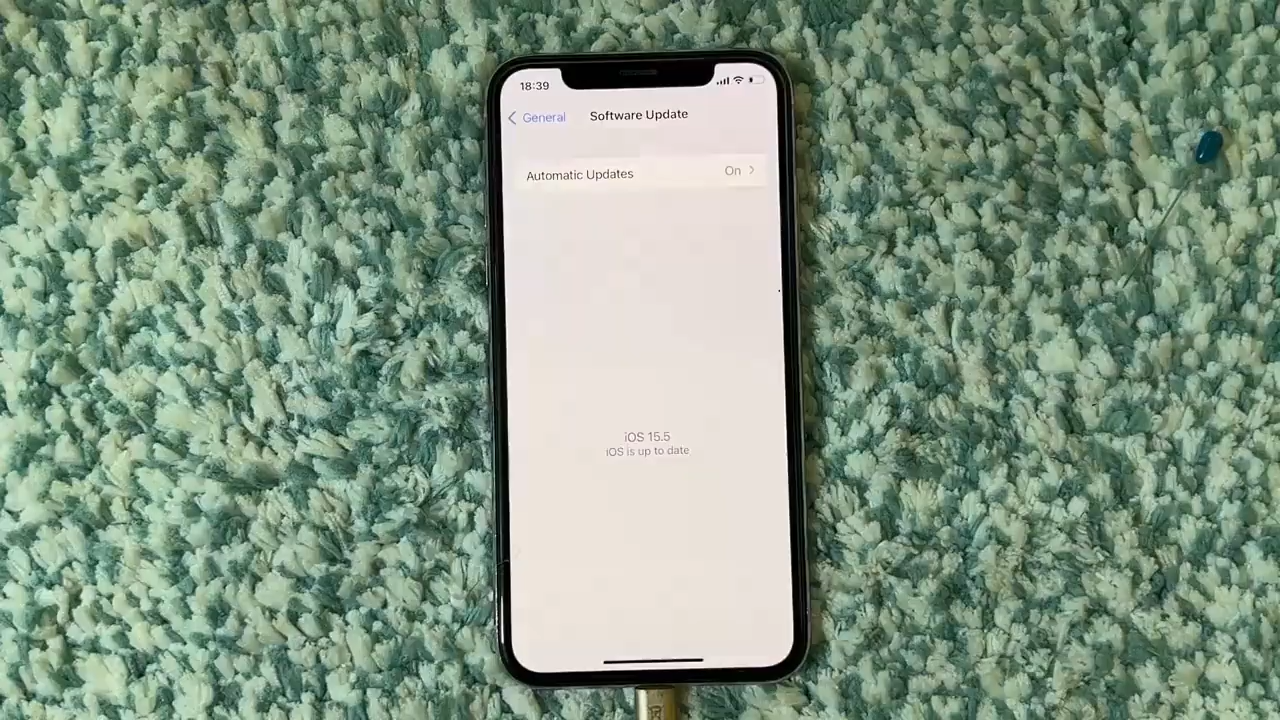 18:39
General
Software Update
Automatic Updates
On
iOS 15.5
iOS is up to date